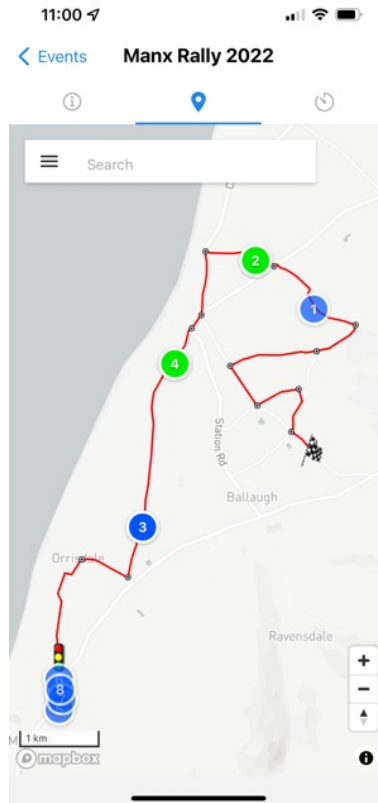 11:00
Events
Manx Rally 2022
Search
2
1
4
Station Rd
Ballaugh
3
Orrisdale
Ravensdale
8
+
−
1 km
mapbox